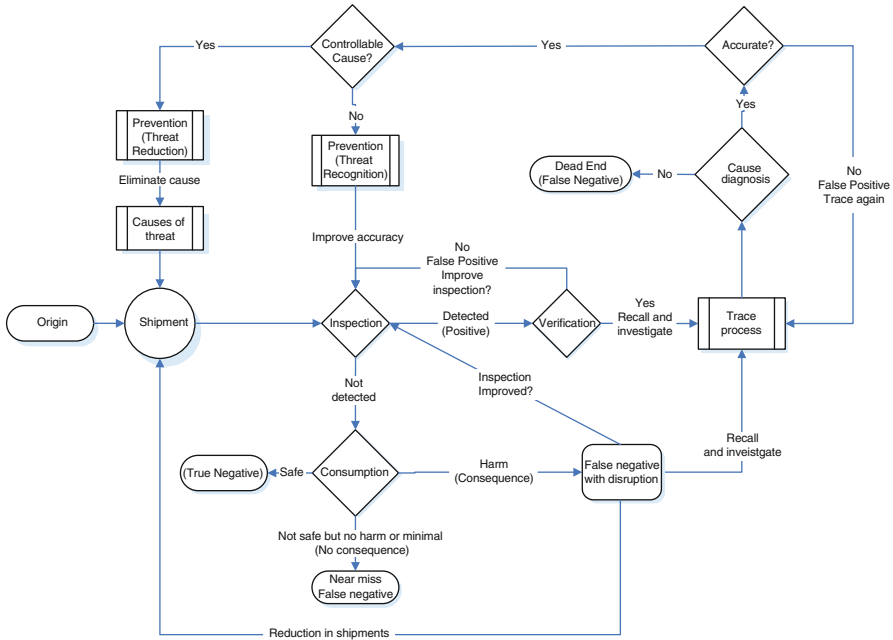 Yes
Controllable
Cause?
Yes
Accurate?
No
Yes
Prevention
(Threat
Reduction)
Prevention
(Threat
Recognition)
Dead End
(False Negative)
No
Cause
diagnosis
No
False Positive
Trace again
Eliminate cause
Causes of
threat
Improve accuracy
No
False Positive
Improve
inspection?
Origin
Shipment
Inspection
Detected
(Positive)
Verification
Yes
Recall and
investigate
Trace
process
Not
detected
Inspection
Improved?
Recall
and inveistgate
(True Negative)
Safe
Consumption
Harm
(Consequence)
False negative
with disruption
Not safe but no harm or minimal
(No consequence)
Near miss
False negative
Reduction in shipments